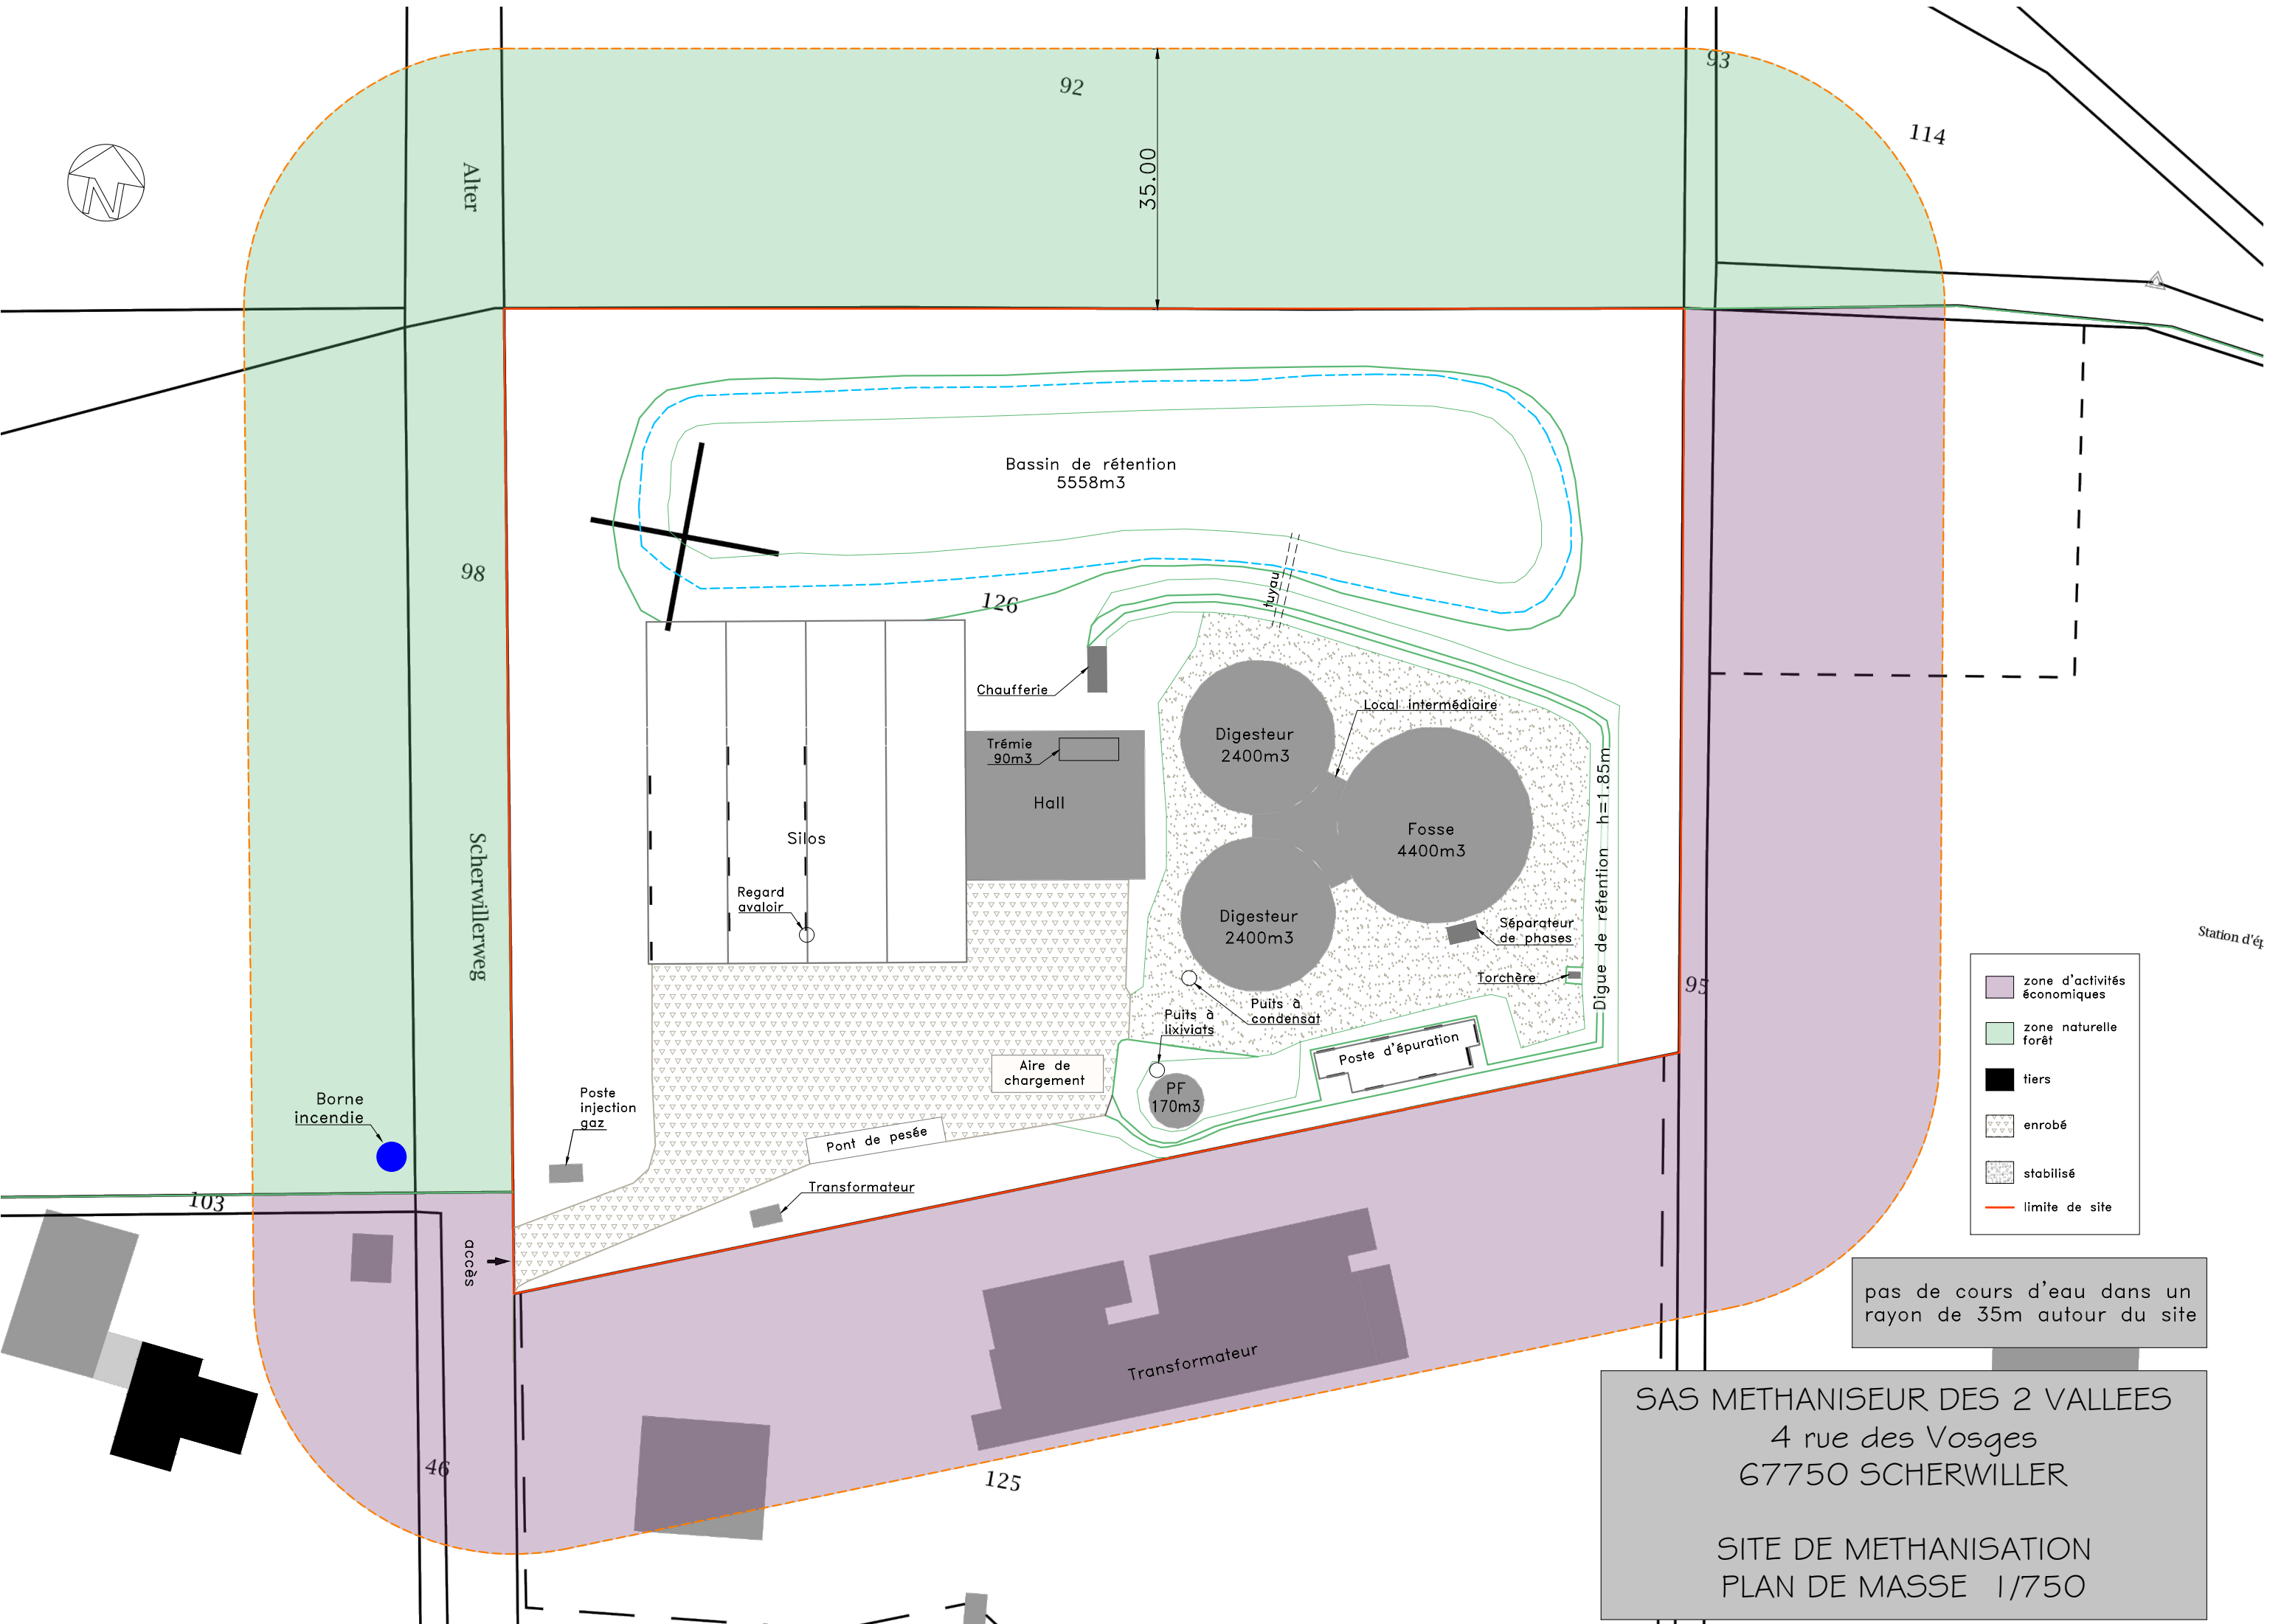 92
93
114
Alter
35.00
N
Bassin de rétention
5558m3
98
126
tuyau
Chaufferie
Local intermédiaire
Trémie
90m3
Digesteur
2400m3
Hall
Fosse
4400m3
Silos
Digue de rétention h=1.85m
Regard
avaloir
Digesteur
2400m3
Séparateur
de phases
Torchère
Scherwillerweg
95
Puits à
condensat
Puits à
lixiviats
Poste d'épuration
Aire de
chargement
PF
170m3
Poste
injection
gaz
Borne
incendie
Pont de pesée
Transformateur
103
accès
Transformateur
46
125
Station d'ép
zone d'activités
économiques
zone naturelle
forêt
tiers
enrobé
stabilisé
limite de site
pas de cours d'eau dans un
rayon de 35m autour du site
SAS METHANISEUR DES 2 VALLEES
4 rue des Vosges
67750 SCHERWILLER
SITE DE METHANISATION
PLAN DE MASSE 1/750